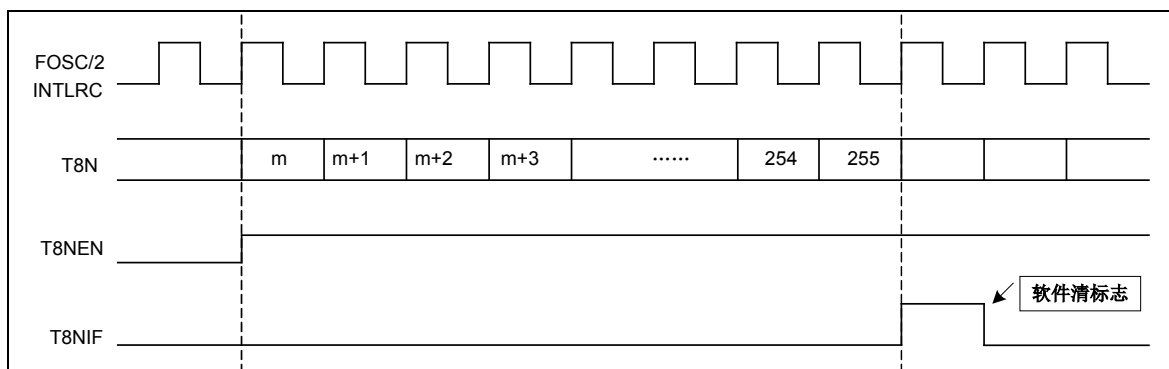 FOSC/2
INTLRC
T8N
m
m+1
m+2
m+3
······
254
255
T8NEN
T8NIF
软件清标志